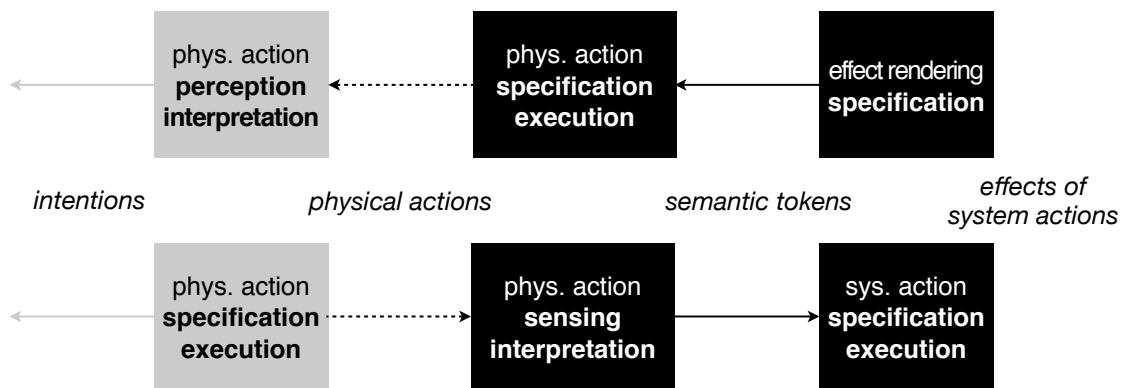 phys. action
perception
interpretation
phys. action
specification
execution
effect rendering
specification
intentions
physical actions
semantic tokens
effects of
system actions
phys. action
specification
execution
phys. action
sensing
interpretation
sys. action
specification
execution